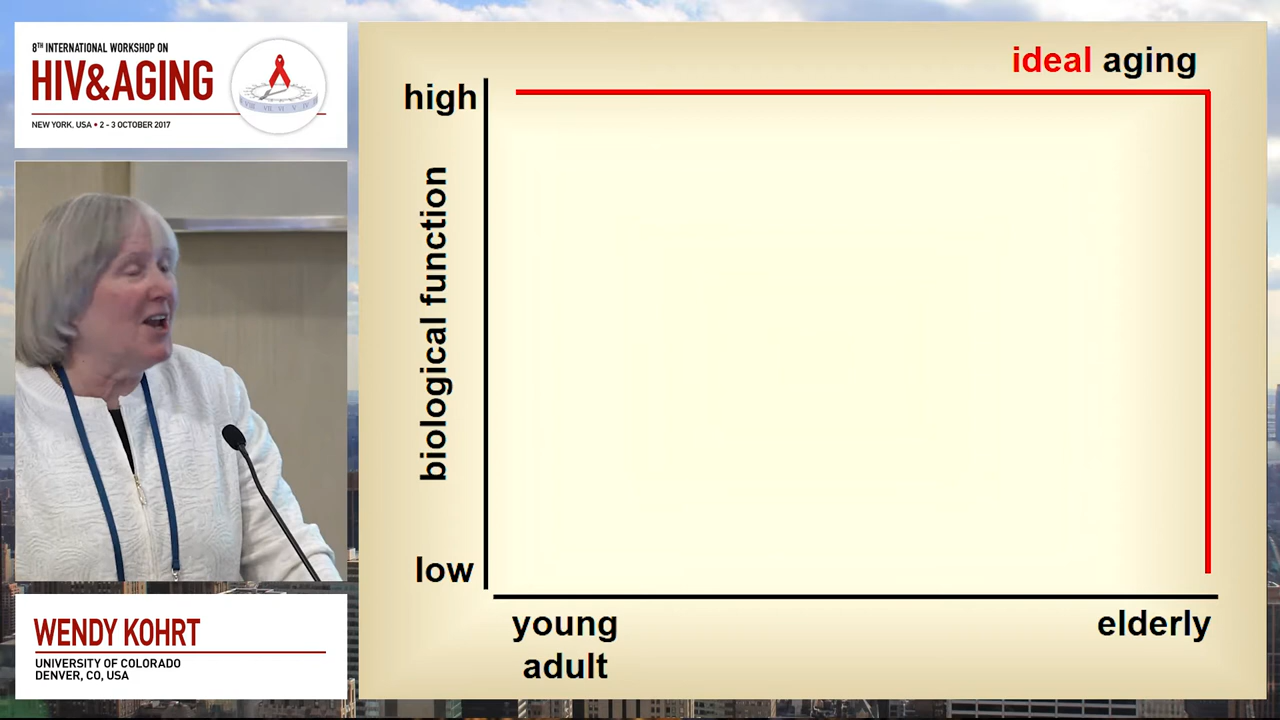 8TH INTERNATIONAL WORKSHOP ON
HIV&AGING
NEW YORK, USA • 2 - 3 OCTOBER 2017
WENDY KOHRT
UNIVERSITY OF COLORADO
DENVER, CO, USA
ideal aging
high
biological function
low
young
adult
elderly